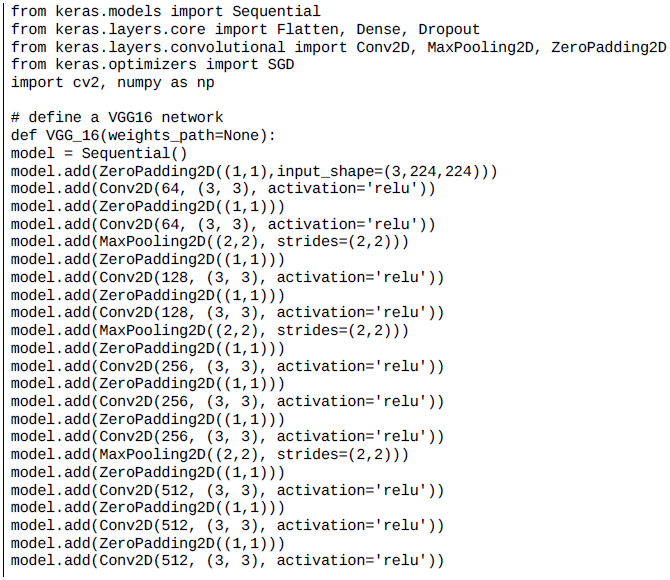 from keras.models import Sequential
from keras.layers.core import Flatten, Dense, Dropout
from keras.layers.convolutional import Conv2D, MaxPooling2D, ZeroPadding2D
from keras.optimizers import SGD
import cv2, numpy as np

# define a VGG16 network
def VGG_16(weights_path=None):
model = Sequential()
model.add(ZeroPadding2D((1,1),input_shape=(3,224,224)))
model.add(Conv2D(64, (3, 3), activation='relu'))
model.add(ZeroPadding2D((1,1)))
model.add(Conv2D(64, (3, 3), activation='relu'))
model.add(MaxPooling2D((2,2), strides=(2,2)))
model.add(ZeroPadding2D((1,1)))
model.add(Conv2D(128, (3, 3), activation='relu'))
model.add(ZeroPadding2D((1,1)))
model.add(Conv2D(128, (3, 3), activation='relu'))
model.add(MaxPooling2D((2,2), strides=(2,2)))
model.add(ZeroPadding2D((1,1)))
model.add(Conv2D(256, (3, 3), activation='relu'))
model.add(ZeroPadding2D((1,1)))
model.add(Conv2D(256, (3, 3), activation='relu'))
model.add(ZeroPadding2D((1,1)))
model.add(Conv2D(256, (3, 3), activation='relu'))
model.add(MaxPooling2D((2,2), strides=(2,2)))
model.add(ZeroPadding2D((1,1)))
model.add(Conv2D(512, (3, 3), activation='relu'))
model.add(ZeroPadding2D((1,1)))
model.add(Conv2D(512, (3, 3), activation='relu'))
model.add(ZeroPadding2D((1,1)))
model.add(Conv2D(512, (3, 3), activation='relu'))